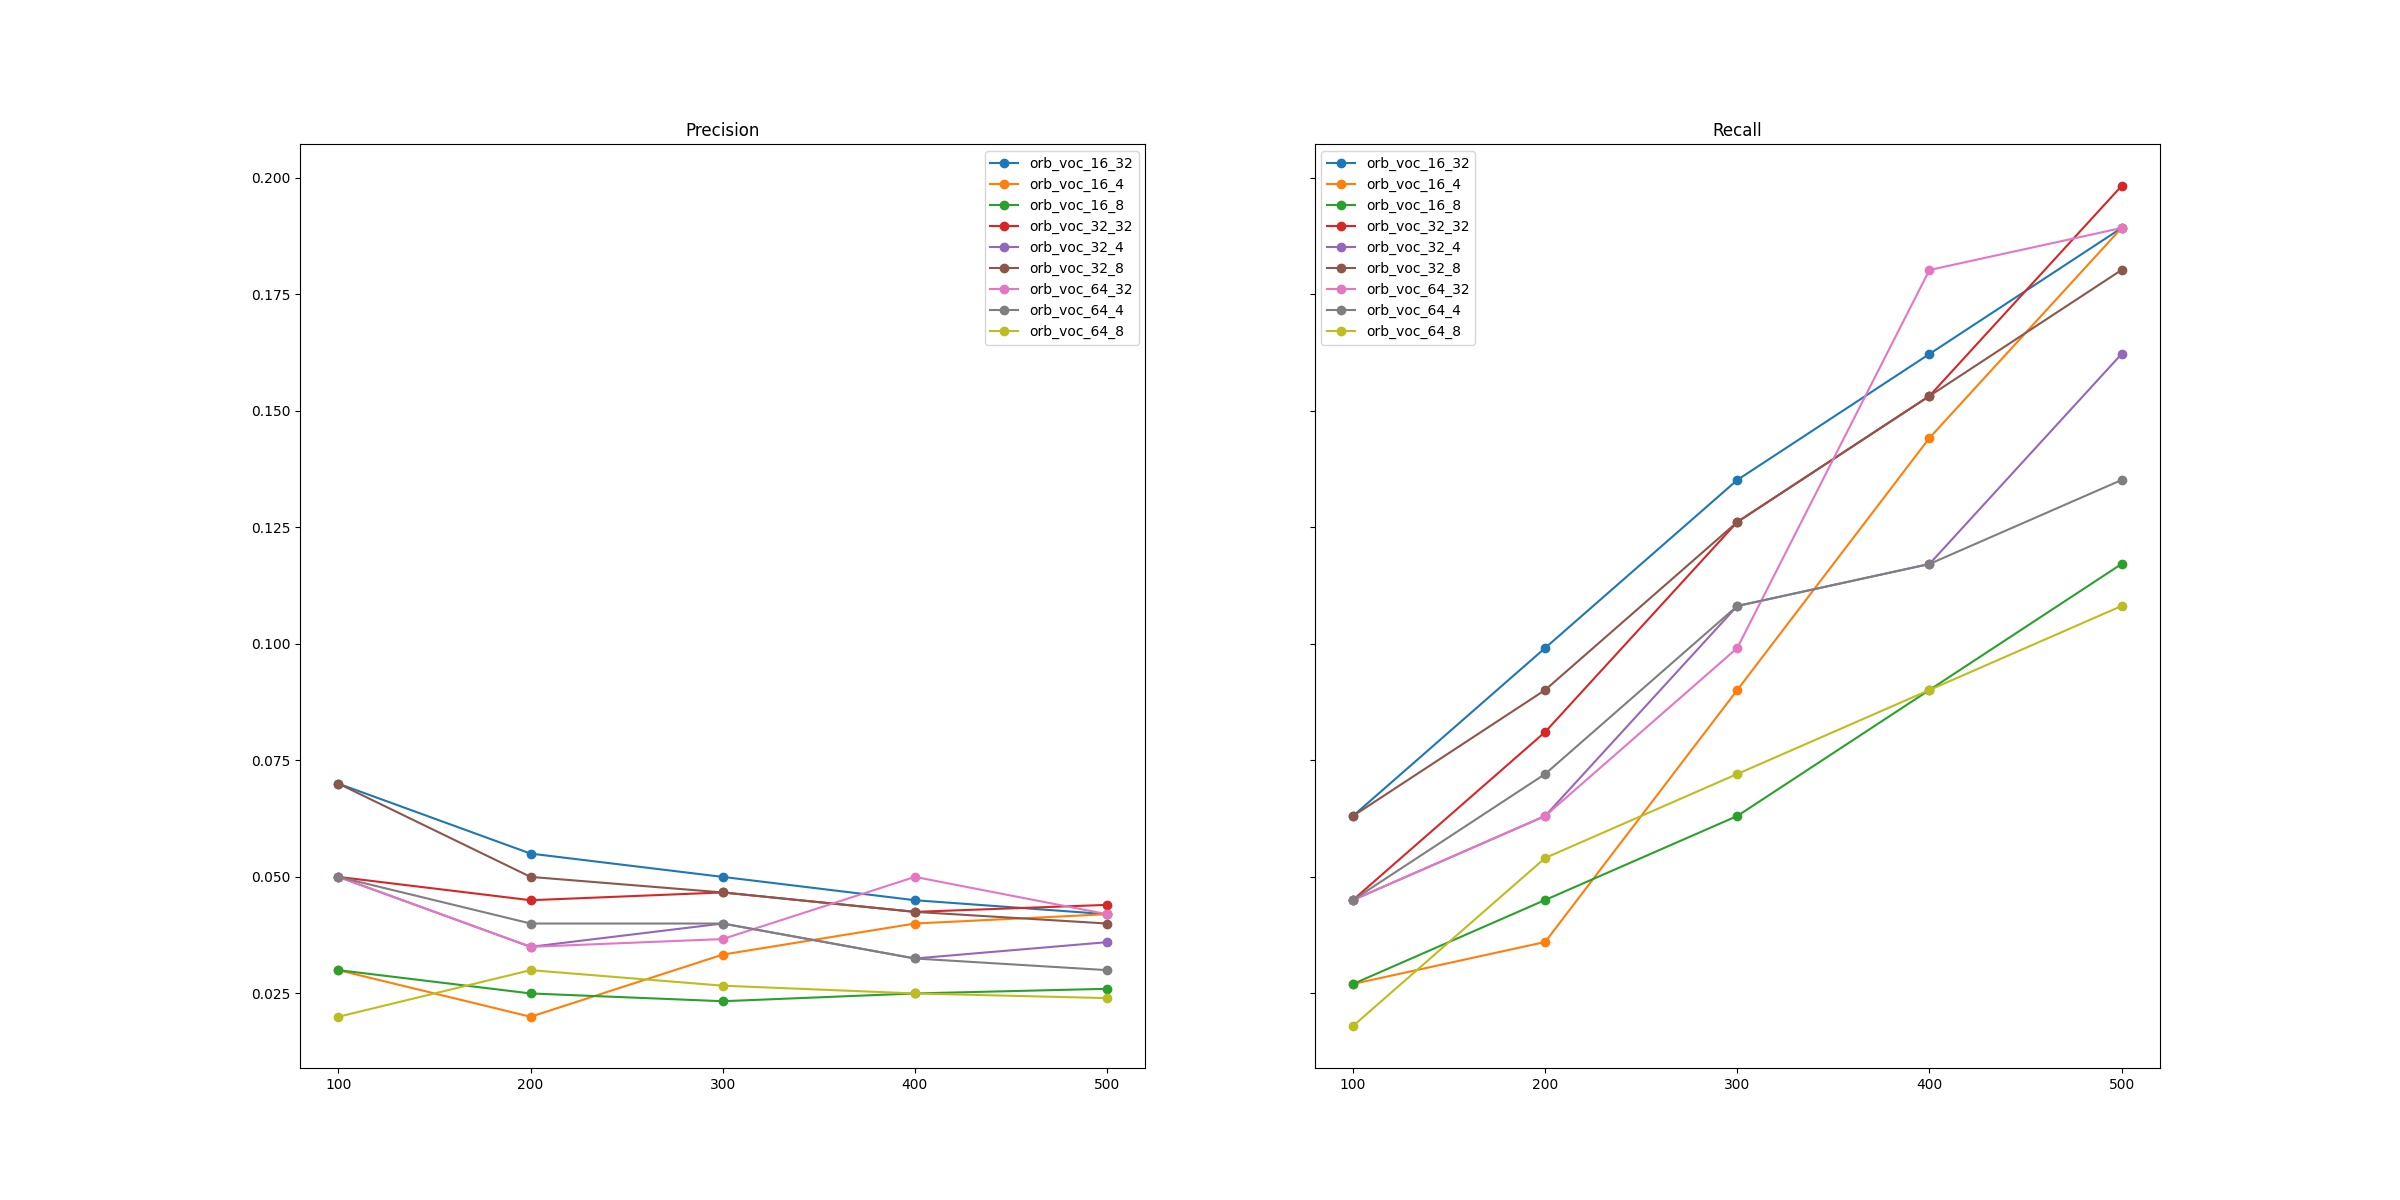 Precision
0.200
0.175
0.150
0.125
0.100
0.075
0.050
0.025
100 200 300 400 500
orb_voc_16_32
orb_voc_16_4
orb_voc_16_8
orb_voc_32_32
orb_voc_32_4
orb_voc_32_8
orb_voc_64_32
orb_voc_64_4
orb_voc_64_8
Recall
orb_voc_16_32
orb_voc_16_4
orb_voc_16_8
orb_voc_32_32
orb_voc_32_4
orb_voc_32_8
orb_voc_64_32
orb_voc_64_4
orb_voc_64_8
100 200 300 400 500